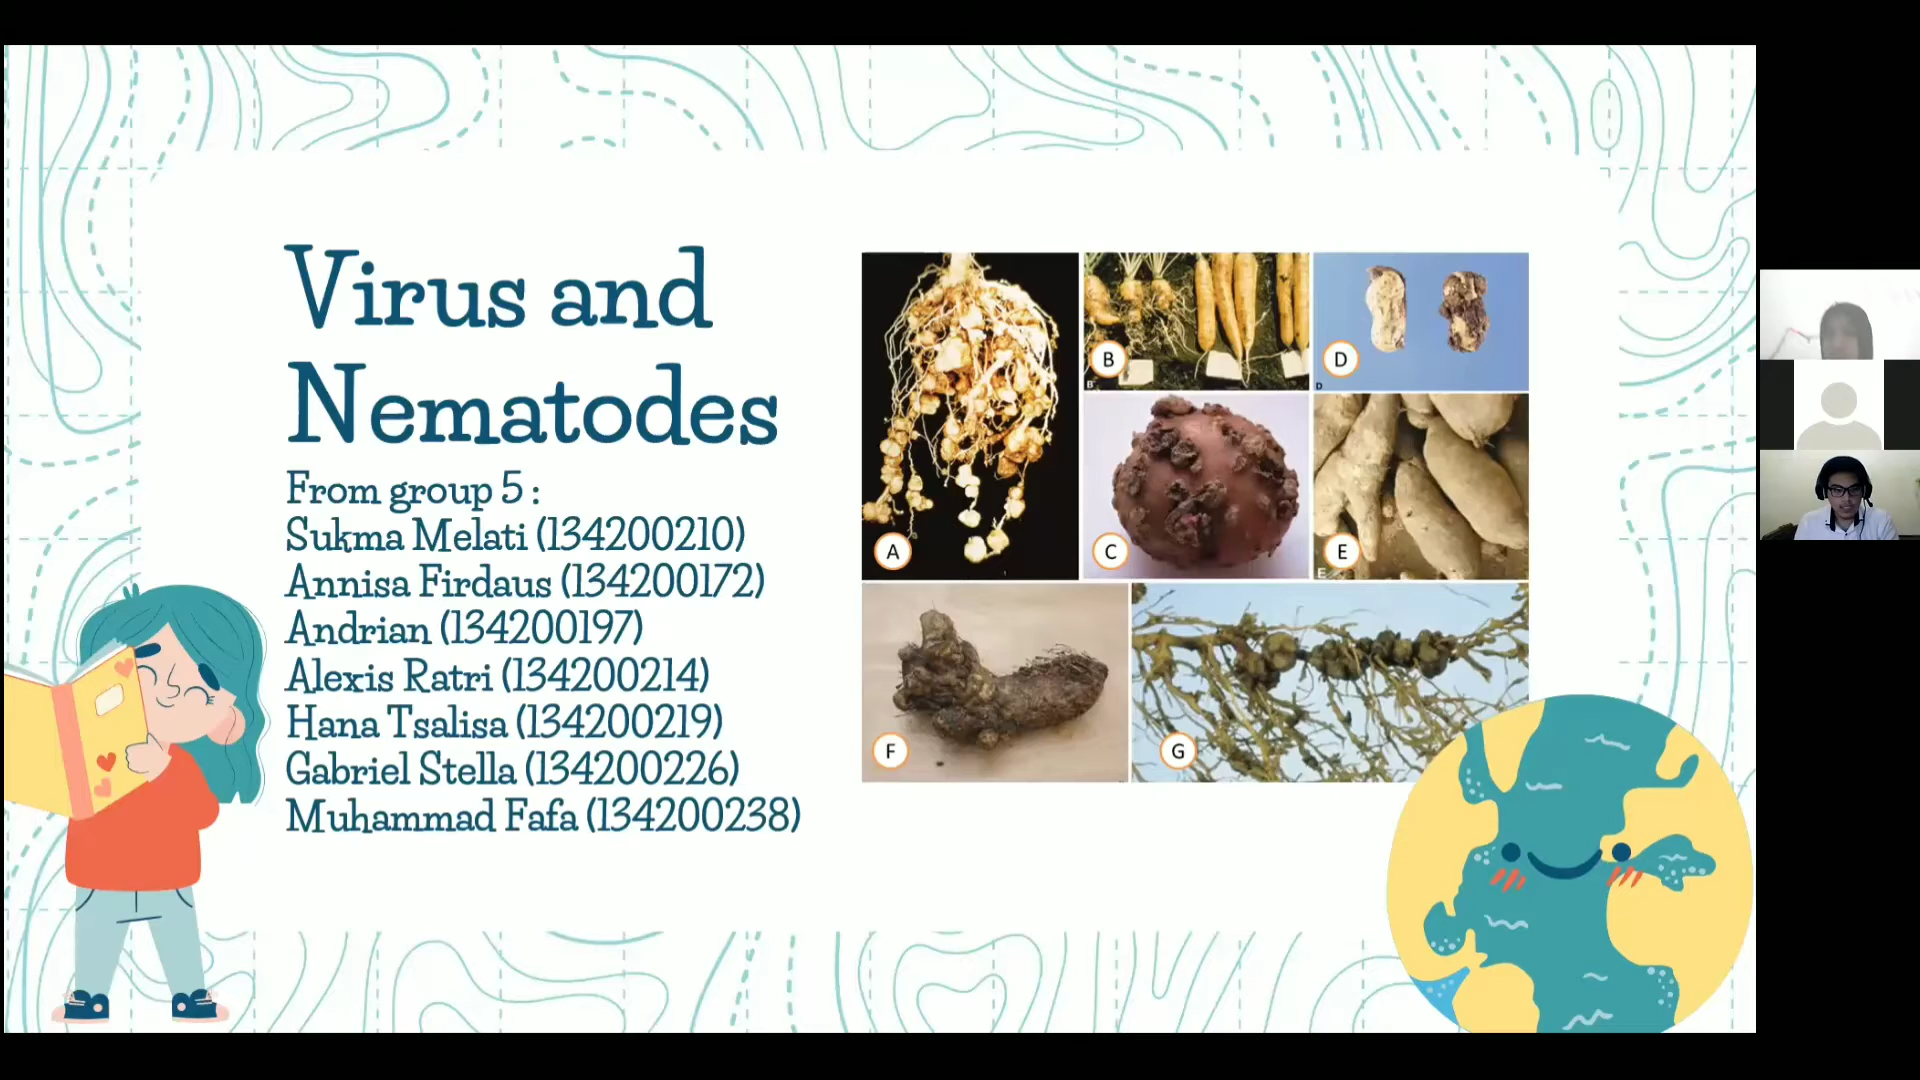 Virus and
Nematodes
From group 5 :
Sukma Melati (134200210)
Annisa Firdaus (134200172)
Andrian (134200197)
Alexis Ratri (134200214)
Hana Tsalisa (134200219)
Gabriel Stella (134200226)
Muhammad Fafa (134200238)
A
B
B
C
D
D
E
E
F
G